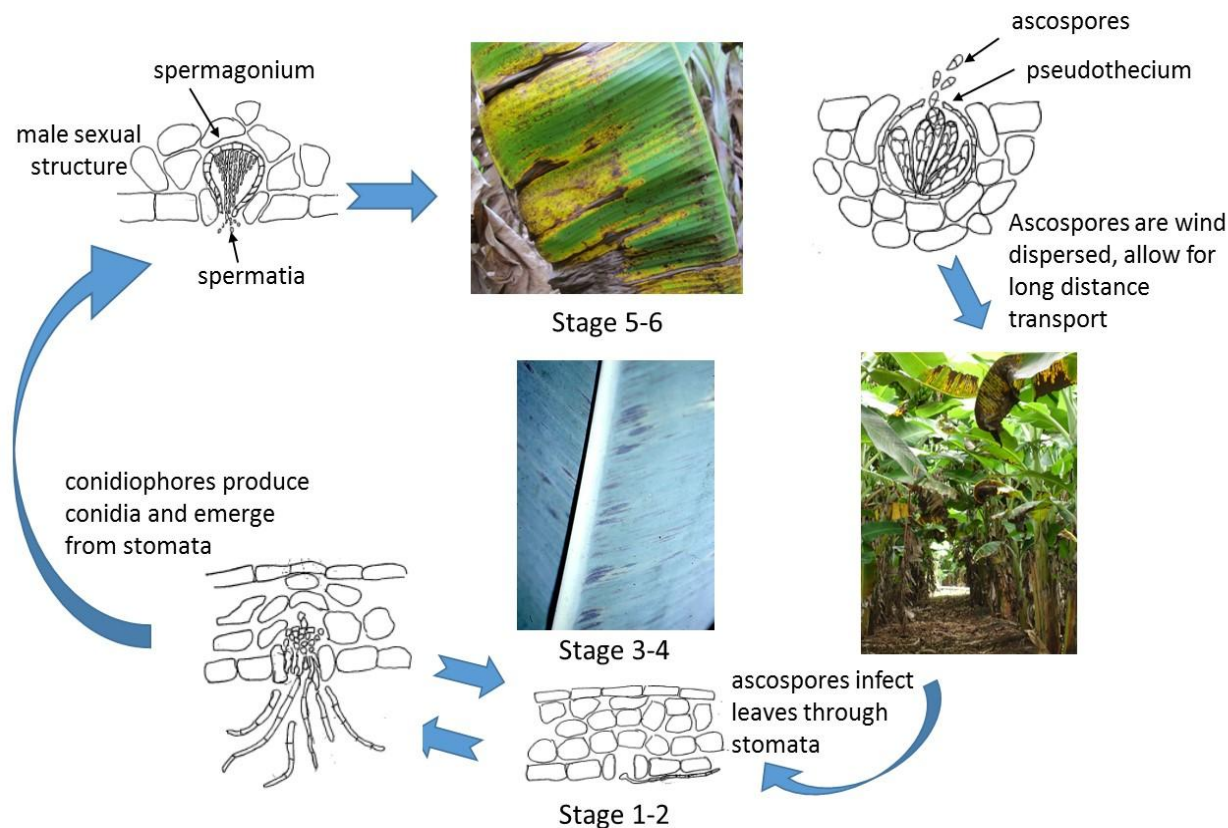 spermagonium
male sexual
structure
spermatia
Stage 5-6
ascospores
pseudothecium
Ascospores are wind
dispersed, allow for
long distance
transport
conidiophores produce
conidia and emerge
from stomata
Stage 3-4
ascospores infect
leaves through
stomata
Stage 1-2